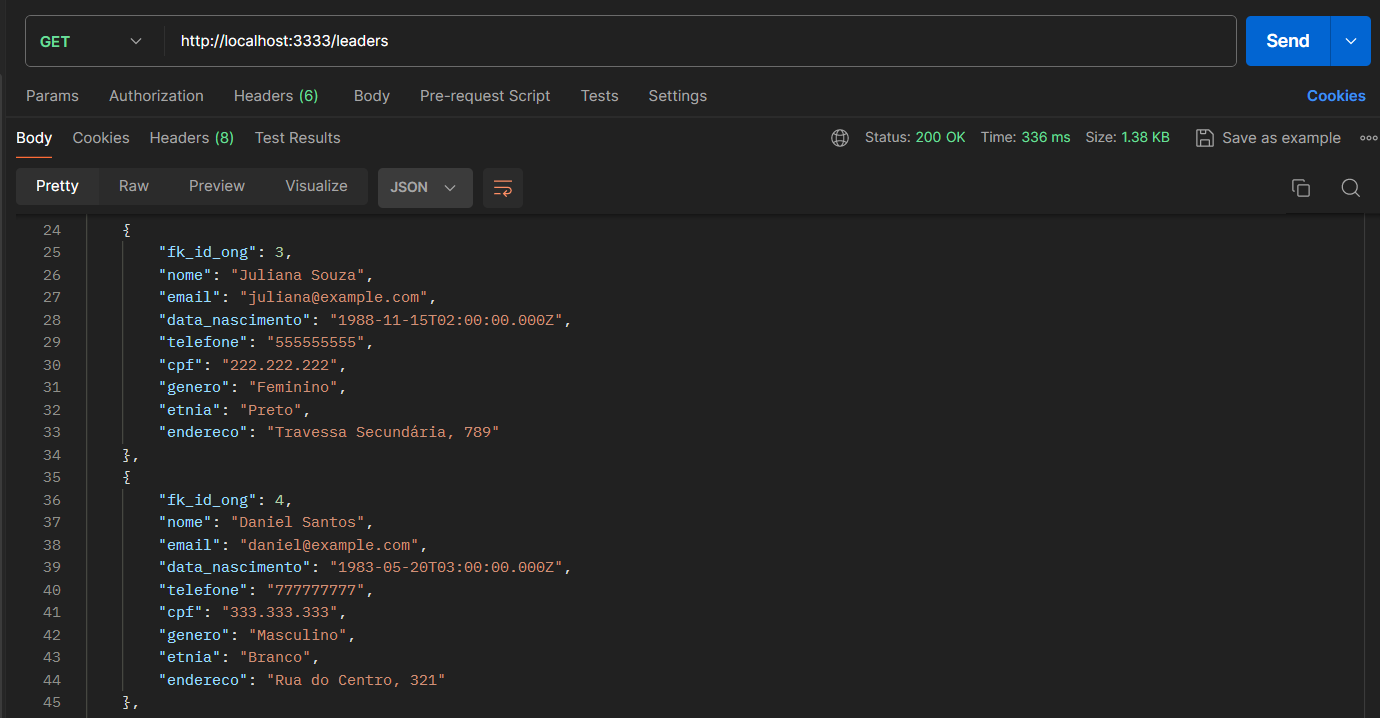 GET http://localhost:3333/leaders Send
Params Authorization Headers (6) Body Pre-request Script Tests Settings Cookies
Body Cookies Headers (8) Test Results Status: 200 OK Time: 336 ms Size: 1.38 KB Save as example
Pretty Raw Preview Visualize JSON
24 {
25 "fk_id_ong": 3,
26 "nome": "Juliana Souza",
27 "email": "juliana@example.com",
28 "data_nascimento": "1988-11-15T02:00:00.000Z",
29 "telefone": "555555555",
30 "cpf": "222.222.222",
31 "genero": "Feminino",
32 "etnia": "Preto",
33 "endereco": "Travessa Secundária, 789"
34 },
35 {
36 "fk_id_ong": 4,
37 "nome": "Daniel Santos",
38 "email": "daniel@example.com",
39 "data_nascimento": "1983-05-20T03:00:00.000Z",
40 "telefone": "777777777",
41 "cpf": "333.333.333",
42 "genero": "Masculino",
43 "etnia": "Branco",
44 "endereco": "Rua do Centro, 321"
45 },